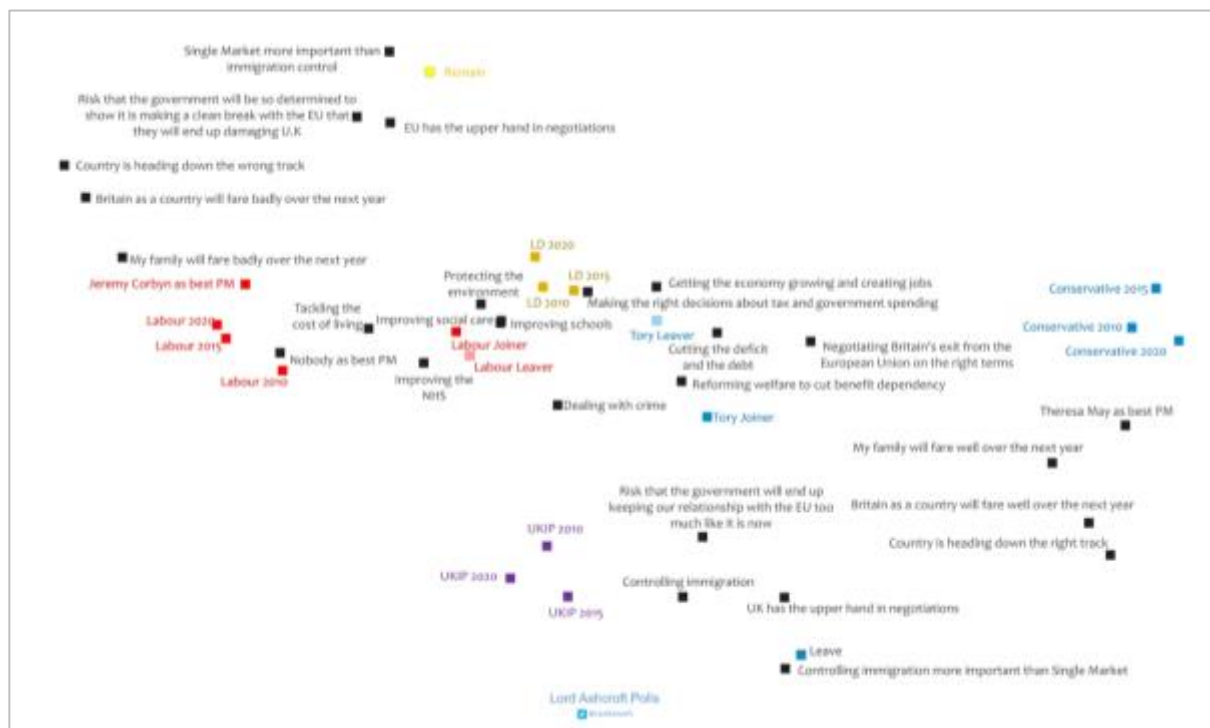 Single Market more important than
immigration control
Remain
Risk that the government will be so determined to
show it is making a clean break with the EU that
they will end up damaging U.K
EU has the upper hand in negotiations
Country is heading down the wrong track
Britain as a country will fare badly over the next year
LD 2020
My family will fare badly over the next year
Jeremy Corbyn as best PM
Protecting the
environment
LD 2015
LD 2010
Getting the economy growing and creating jobs
Making the right decisions about tax and government spending
Conservative 2015
Labour 2020
Tackling the
cost of living
Improving social care
Improving schools
Tory Leaver
Conservative 2010
Labour 2015
Labour Joiner
Cutting the deficit
and the debt
Negotiating Britain's exit from the
European Union on the right terms
Conservative 2020
Nobody as best PM
Labour Leaver
Labour 2010
Improving the
NHS
Reforming welfare to cut benefit dependency
Dealing with crime
Tory Joiner
Theresa May as best PM
My family will fare well over the next year
Risk that the government will end up
keeping our relationship with the EU too
much like it is now
Britain as a country will fare well over the next year
UKIP 2010
Country is heading down the right track
UKIP 2020
Controlling immigration
UKIP 2015
UK has the upper hand in negotiations
Leave
Controlling immigration more important than Single Market
Lord Ashcroft Polls